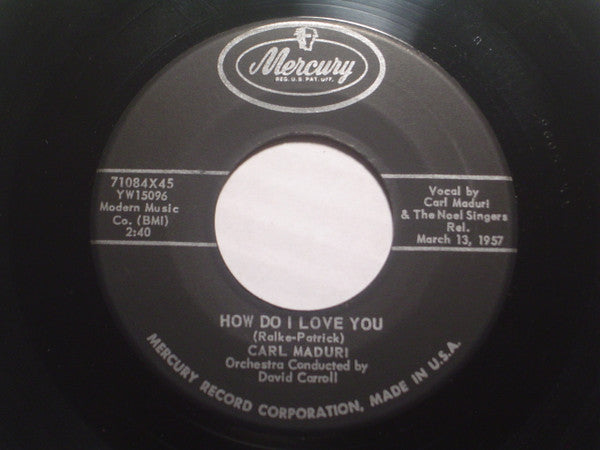 Mercury
REG. U.S. PAT. OFF.
71084X45
YW15096
Modern Music
Co. (BMI)
2:40
Vocal by
Carl Maduri
& The Noel Singers
Rel.
March 13, 1957
HOW DO I LOVE YOU
(Ralke-Patrick)
CARL MADURI
Orchestra Conducted by
David Carroll
MERCURY RECORD CORPORATION, MADE IN U.S.A.